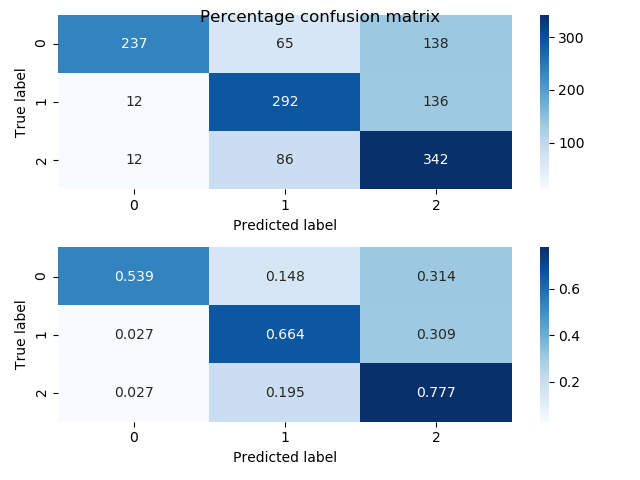 Percentage confusion matrix
True label
0 237 65 138
1 12 292 136
2 12 86 342
0 1 2
Predicted label
300
200
100
True label
0 0.539 0.148 0.314
1 0.027 0.664 0.309
2 0.027 0.195 0.777
0 1 2
Predicted label
0.6
0.4
0.2